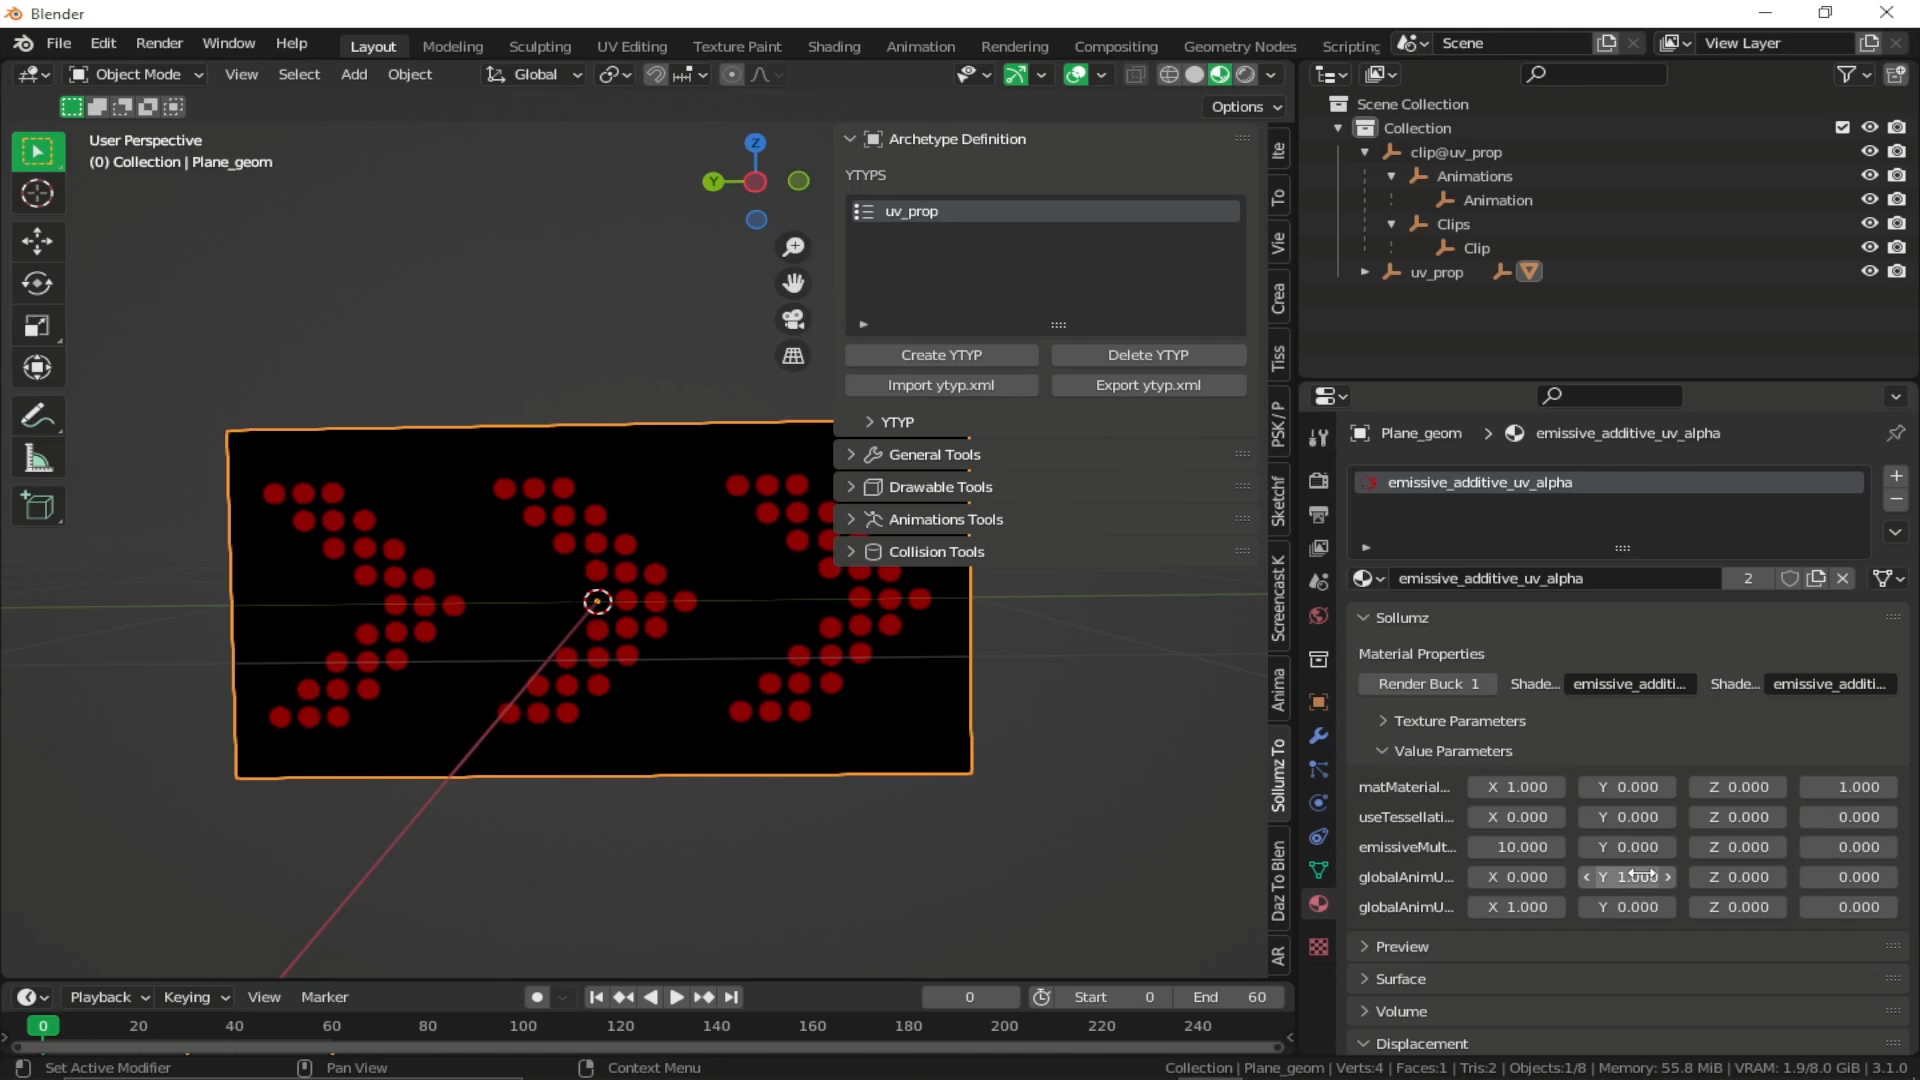 Blender
File Edit Render Window Help
Layout Modeling Sculpting UV Editing Texture Paint Shading Animation Rendering Compositing Geometry Nodes Scripting
Scene
View Layer
Object Mode View Select Add Object
Global
Options
User Perspective
(0) Collection | Plane_geom
Z
Y
Archetype Definition
YTYPS
uv_prop
Create YTYP Delete YTYP
Import ytyp.xml Export ytyp.xml
YTYP
General Tools
Drawable Tools
Animations Tools
Collision Tools
Ite
To
Vie
Crea
Tiss
PSK / P
Sketchf
Screencast K
Anima
Sollumz To
Daz To Blen
AR
Scene Collection
Collection
clip@uv_prop
Animations
Animation
Clips
Clip
uv_prop
Plane_geom > emissive_additive_uv_alpha
emissive_additive_uv_alpha
emissive_additive_uv_alpha 2
Sollumz
Material Properties
Render Buck 1 Shade... emissive_additi... Shade... emissive_additi...
Texture Parameters
Value Parameters
matMaterial... X 1.000 Y 0.000 Z 0.000 1.000
useTessellati... X 0.000 Y 0.000 Z 0.000 0.000
emissiveMult... 10.000 Y 0.000 Z 0.000 0.000
globalAnimU... X 0.000 Y 1.000 Z 0.000 0.000
globalAnimU... X 1.000 Y 0.000 Z 0.000 0.000
Preview
Surface
Volume
Displacement
Playback Keying View Marker
0 Start 0 End 60
0 20 40 60 80 100 120 140 160 180 200 220 240
Set Active Modifier Pan View Context Menu
Collection | Plane_geom | Verts:4 | Faces:1 | Tris:2 | Objects:1/8 | Memory: 55.8 MiB | VRAM: 1.9/8.0 GiB | 3.1.0